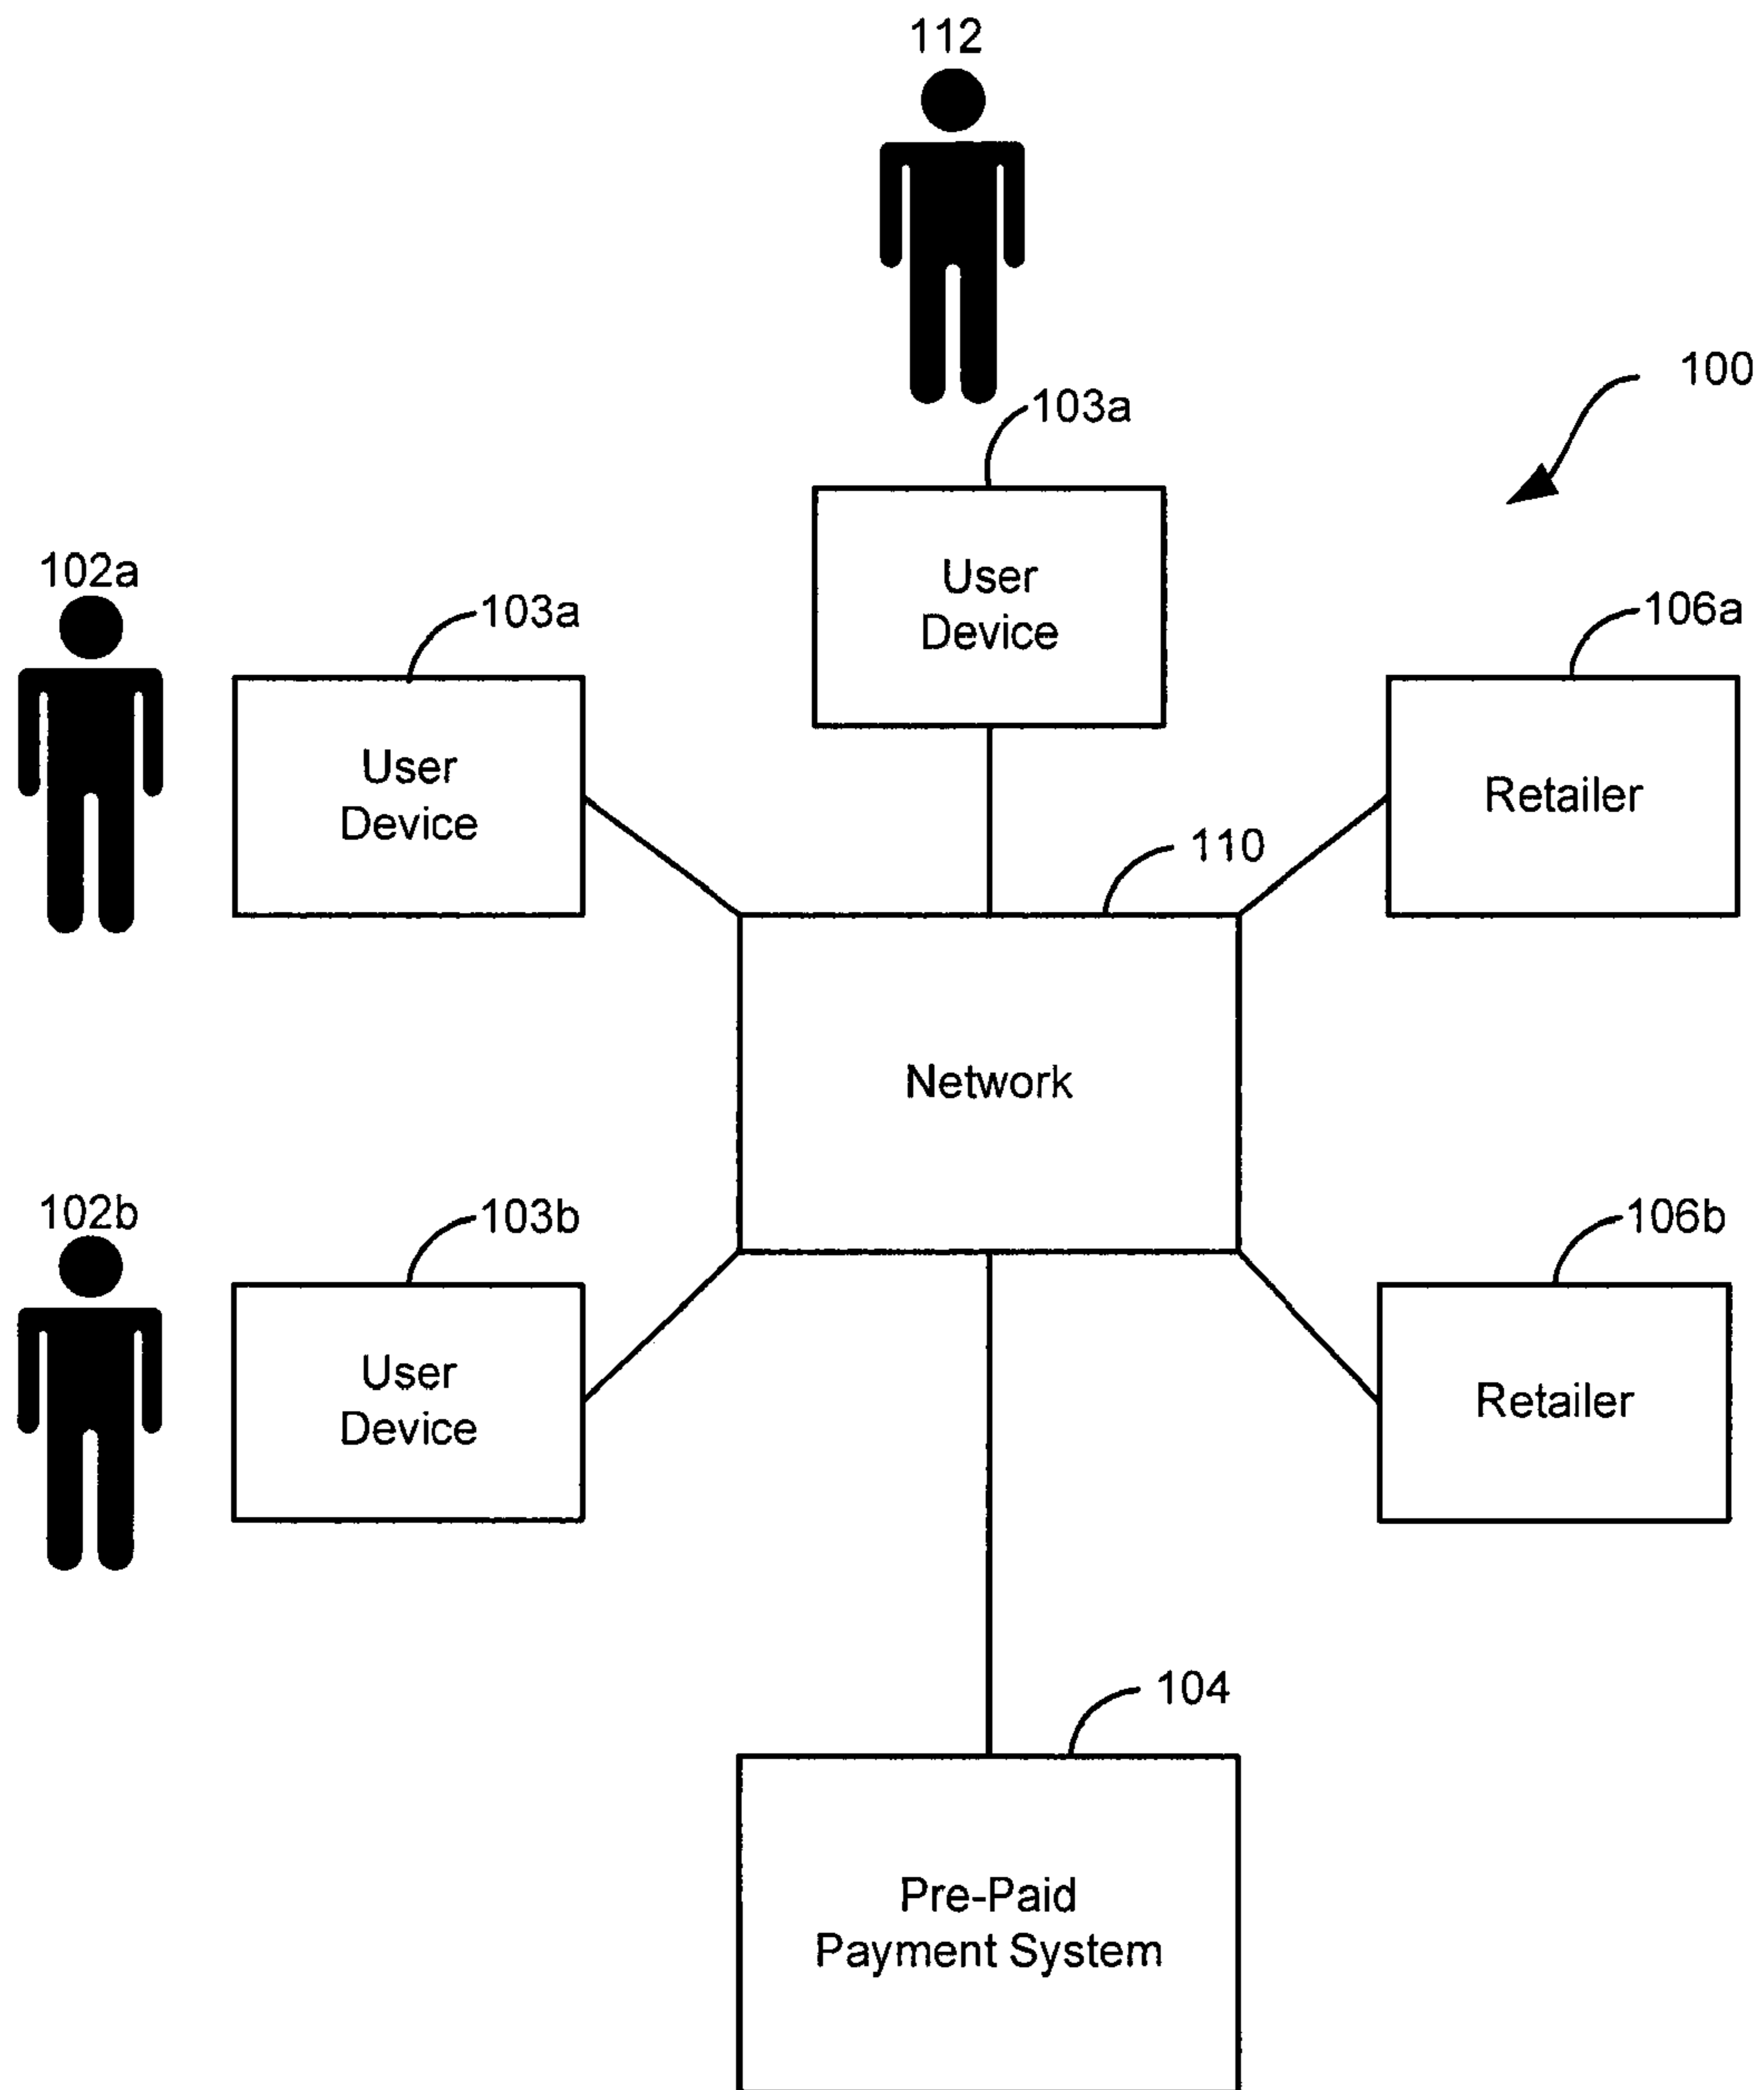 112
100
103a
User
Device
102a
103a
User
Device
106a
Retailer
110
Network
102b
103b
User
Device
106b
Retailer
104
Pre-Paid
Payment System